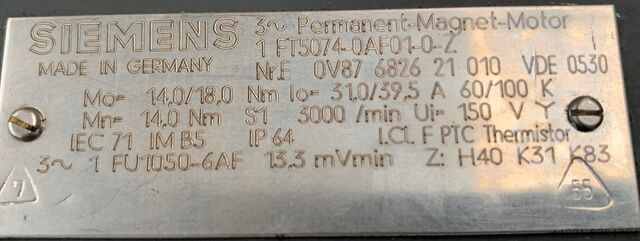 SIEMENS 3~ Permanent-Magnet-Motor
1 FT5074-0AF01-0-Z
MADE IN GERMANY Nr.E 0V87 6826 21 010 VDE 0530
Mo= 14,0/18,0 Nm Io= 31,0/39,5 A 60/100 K
Mn= 14,0 Nm S1 3000 /min Ui= 150 V Y
IEC 71 IM B5 IP 64 I.Cl. F PTC Thermistor
3~ 1 FU1050-6AF 13,3 mVmin Z: H40 K31 K83
7 55